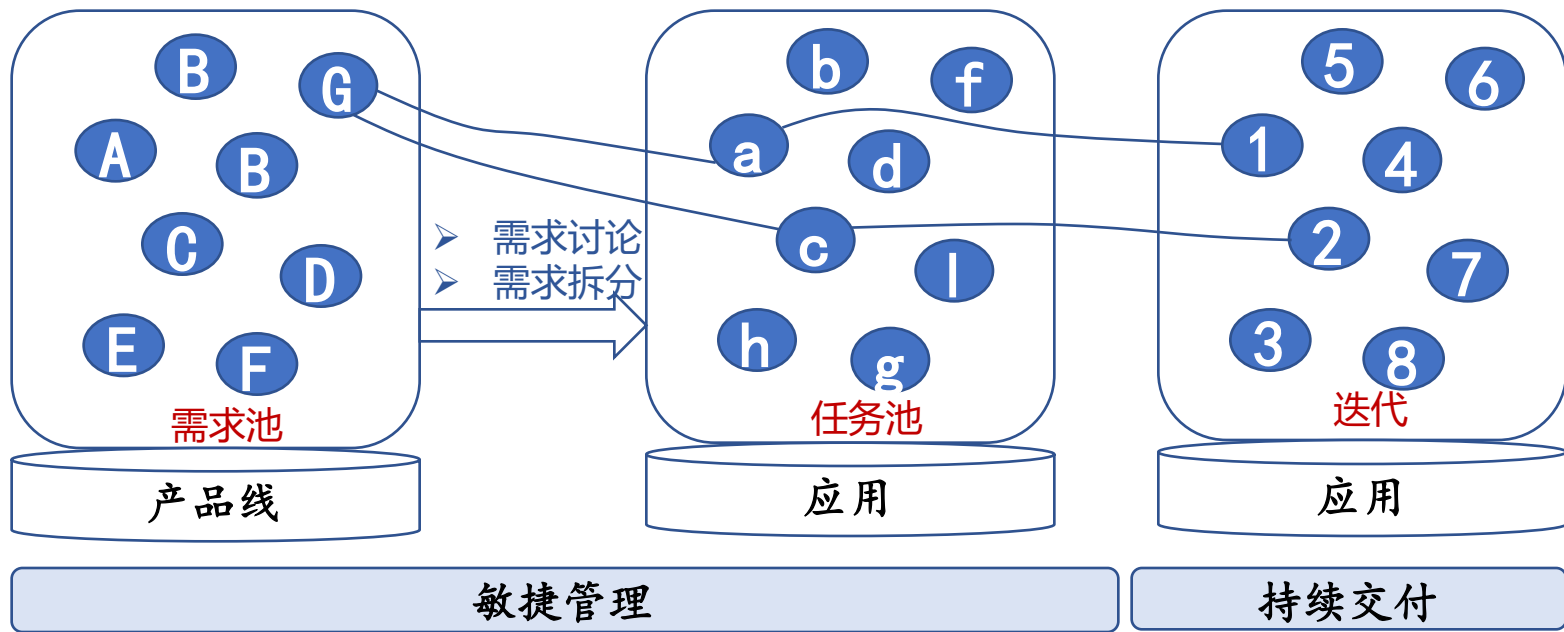 B
G
A
B
C
D
E
F
需求池
产品线
➢ 需求讨论
➢ 需求拆分
b
f
a
d
c
l
h
g
任务池
应用
5
6
1
4
2
7
3
8
迭代
应用
敏捷管理
持续交付